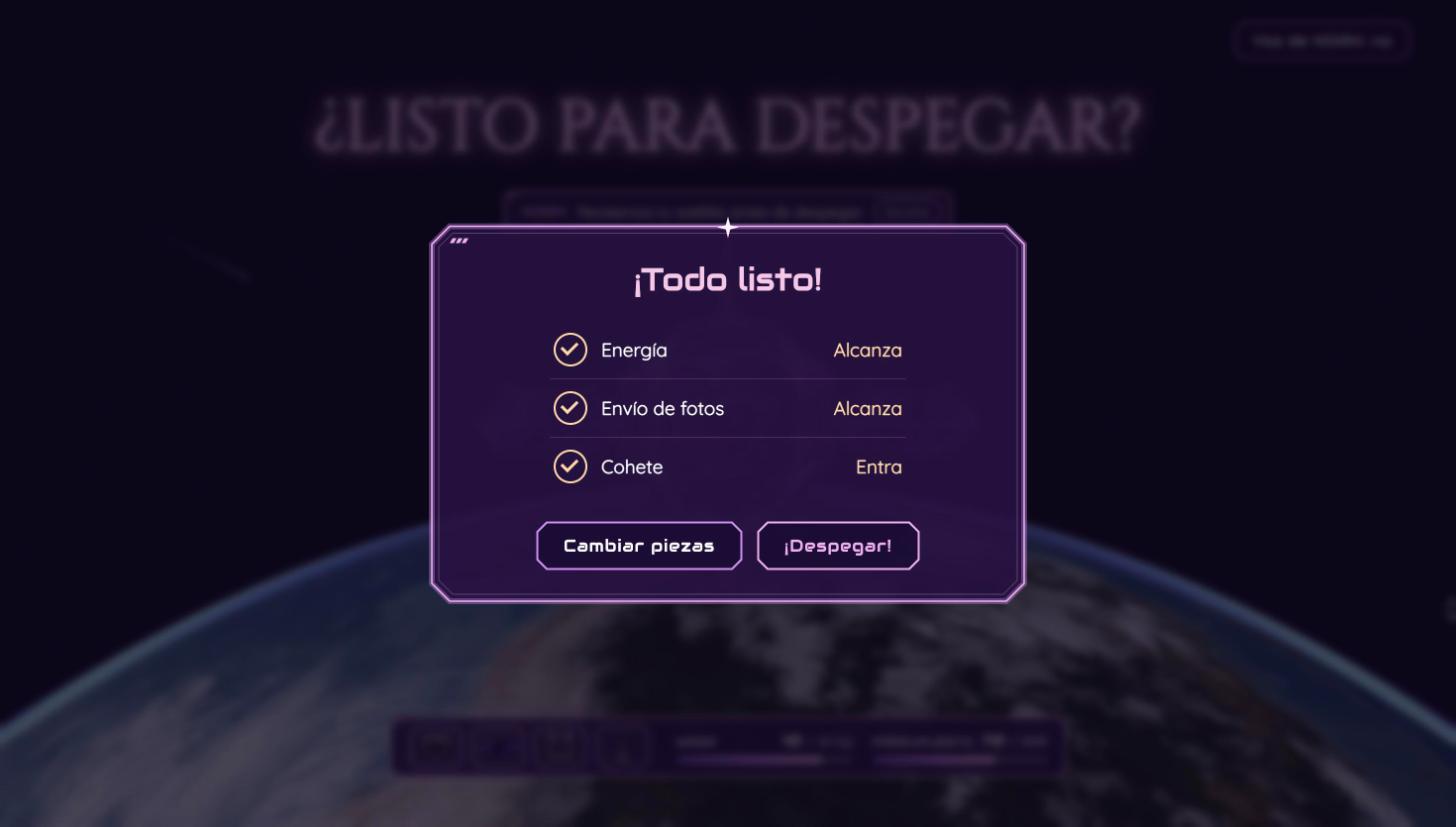 ¿LISTO PARA DESPEGAR?
¡Todo listo!
Energía Alcanza
Envío de fotos Alcanza
Cohete Entra
Cambiar piezas ¡Despegar!